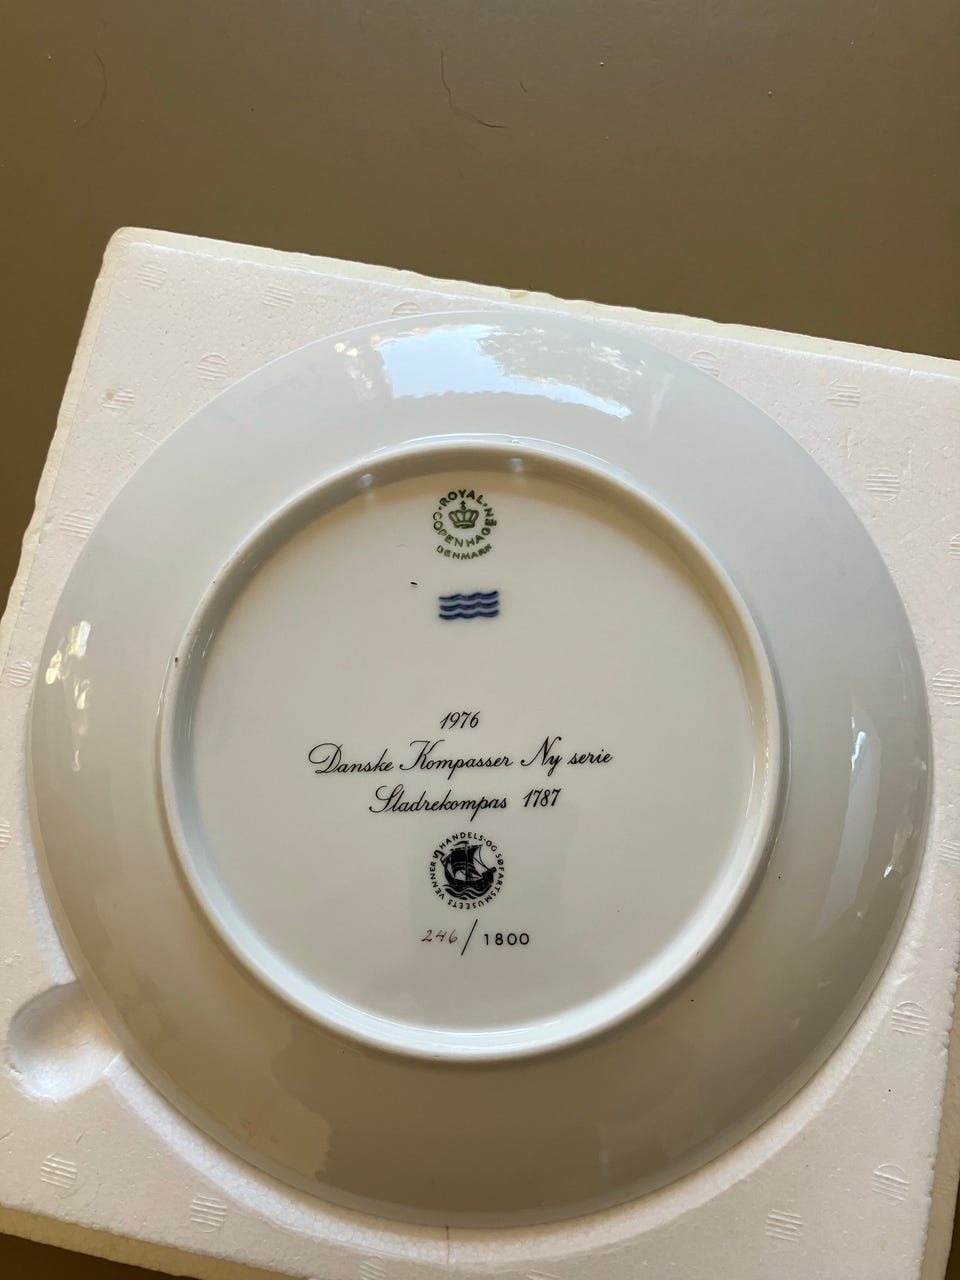 ROYAL COPENHAGEN
DENMARK
1976
Danske Kompasser Ny serie
Sladrekompas 1787
HANDELS-OG SØFARTSMUSEETS VENNER
246/1800